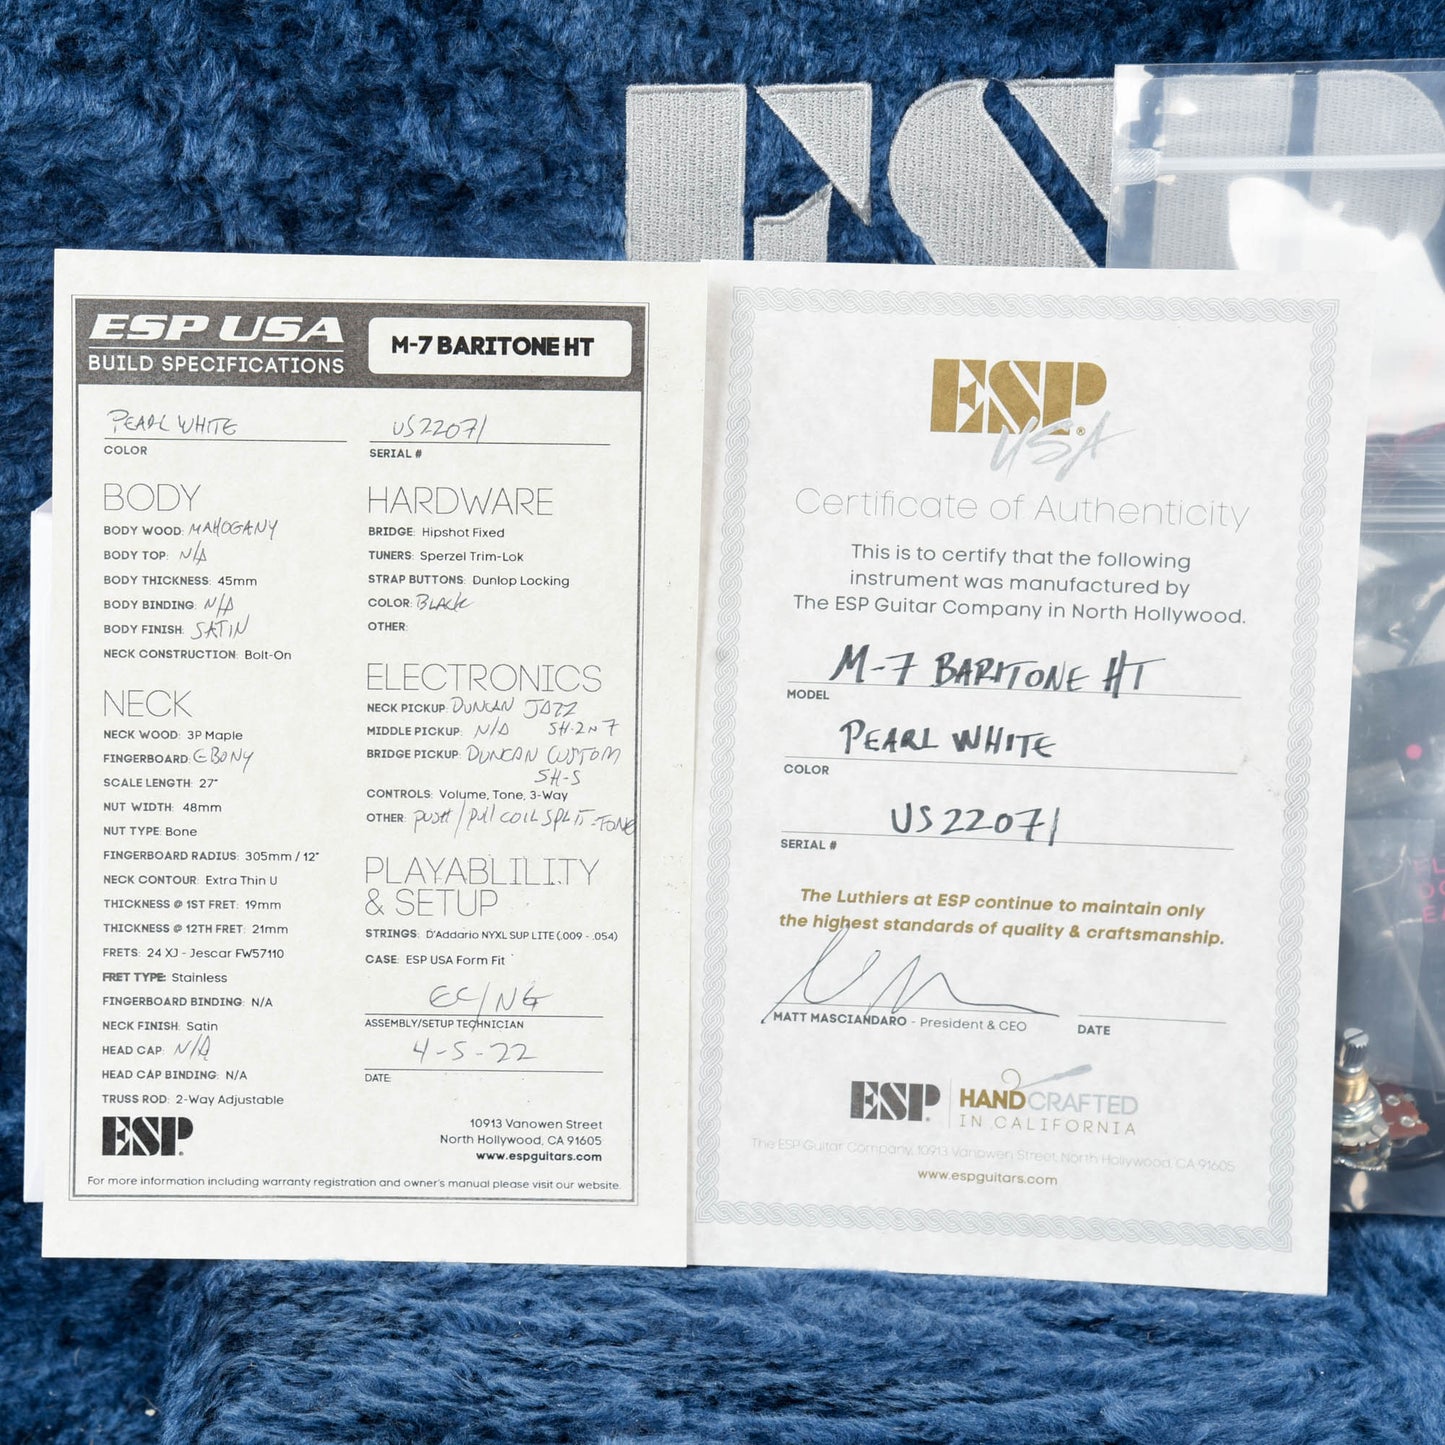 ESP
ESP USA
BUILD SPECIFICATIONS
M-7 BARITONE HT
PEARL WHITE
COLOR
US22071
SERIAL #
BODY
BODY WOOD: MAHOGANY
BODY TOP: N/A
BODY THICKNESS: 45mm
BODY BINDING: N/A
BODY FINISH: SATIN
NECK CONSTRUCTION: Bolt-On
NECK
NECK WOOD: 3P Maple
FINGERBOARD: EBONY
SCALE LENGTH: 27"
NUT WIDTH: 48mm
NUT TYPE: Bone
FINGERBOARD RADIUS: 305mm / 12"
NECK CONTOUR: Extra Thin U
THICKNESS @ 1ST FRET: 19mm
THICKNESS @ 12TH FRET: 21mm
FRETS: 24 XJ - Jescar FW57110
FRET TYPE: Stainless
FINGERBOARD BINDING: N/A
NECK FINISH: Satin
HEAD CAP: N/A
HEAD CAP BINDING: N/A
TRUSS ROD: 2-Way Adjustable
ESP
HARDWARE
BRIDGE: Hipshot Fixed
TUNERS: Sperzel Trim-Lok
STRAP BUTTONS: Dunlop Locking
COLOR: BLACK
OTHER:
ELECTRONICS
NECK PICKUP: DUNCAN JAZZ
SH-2N 7
MIDDLE PICKUP: N/A
BRIDGE PICKUP: DUNCAN CUSTOM
SH-5
CONTROLS: Volume, Tone, 3-Way
OTHER: PUSH/PULL COIL SPLIT-TONE
PLAYABLILITY
& SETUP
STRINGS: D'Addario NYXL SUP LITE (.009 - .054)
CASE: ESP USA Form Fit
EC/NG
ASSEMBLY/SETUP TECHNICIAN
4-5-22
DATE:
10913 Vanowen Street
North Hollywood, CA 91605
www.espguitars.com
For more information including warranty registration and owner's manual please visit our website.
ESP
USA
Certificate of Authenticity
This is to certify that the following
instrument was manufactured by
The ESP Guitar Company in North Hollywood.
M-7 BARITONE HT
MODEL
PEARL WHITE
COLOR
US22071
SERIAL #
The Luthiers at ESP continue to maintain only
the highest standards of quality & craftsmanship.
MATT MASCIANDARO - President & CEO
DATE
ESP
HANDCRAFTED
IN CALIFORNIA
The ESP Guitar Company, 10913 Vanowen Street, North Hollywood, CA 91605
www.espguitars.com